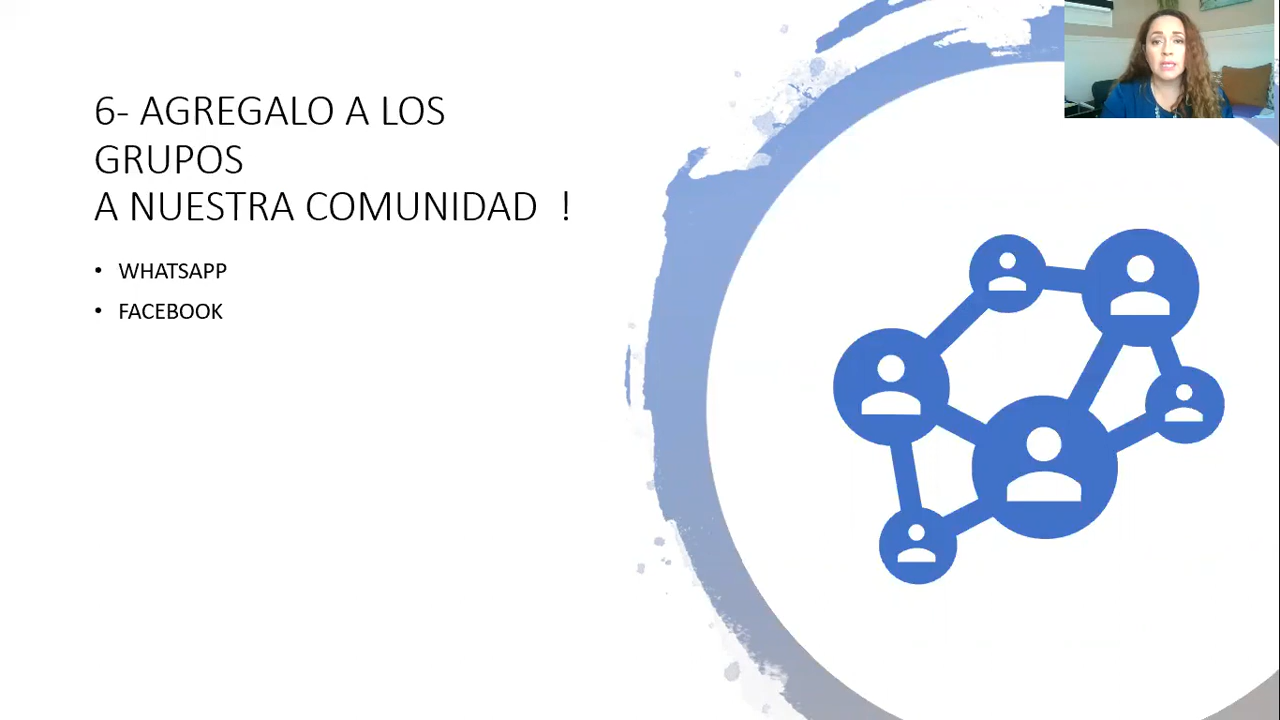 6- AGREGALO A LOS
GRUPOS
A NUESTRA COMUNIDAD  !
• WHATSAPP
• FACEBOOK